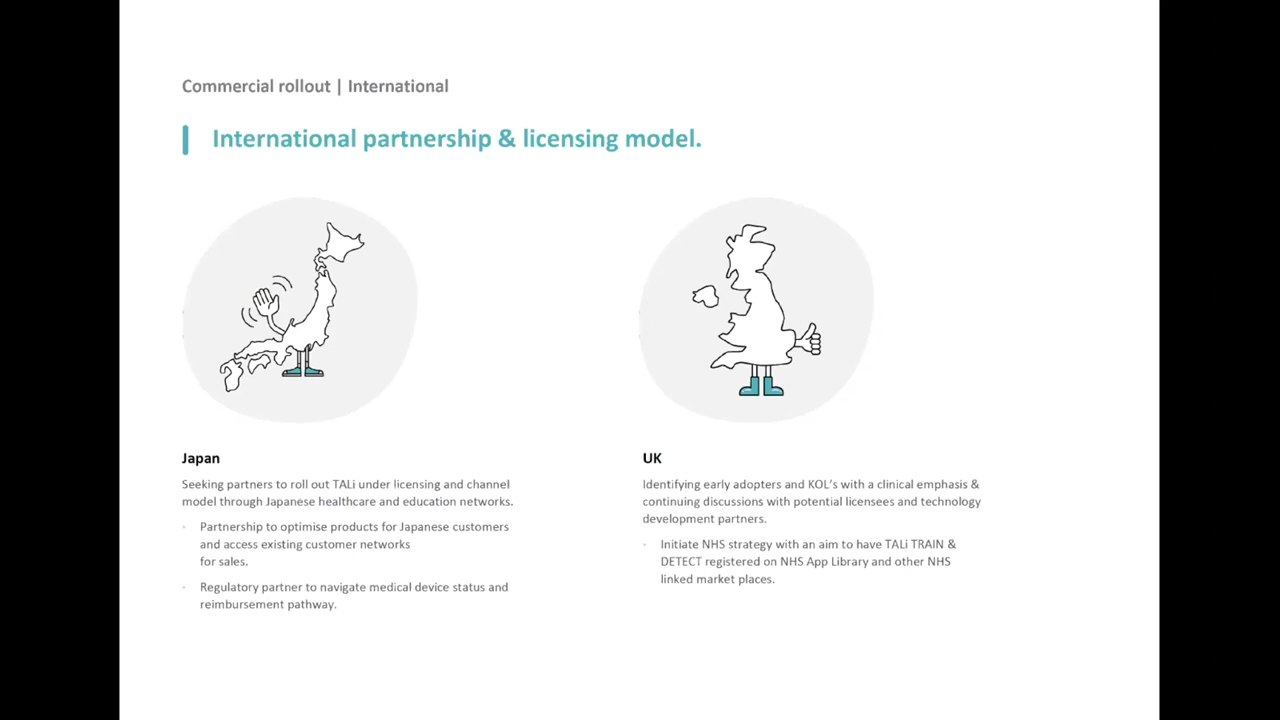 Commercial rollout | International
International partnership & licensing model.
Japan
Seeking partners to roll out TALi under licensing and channel
model through Japanese healthcare and education networks.
Partnership to optimise products for Japanese customers
and access existing customer networks
for sales.
Regulatory partner to navigate medical device status and
reimbursement pathway.
UK
Identifying early adopters and KOL's with a clinical emphasis &
continuing discussions with potential licensees and technology
development partners.
Initiate NHS strategy with an aim to have TALi TRAIN &
DETECT registered on NHS App Library and other NHS
linked market places.